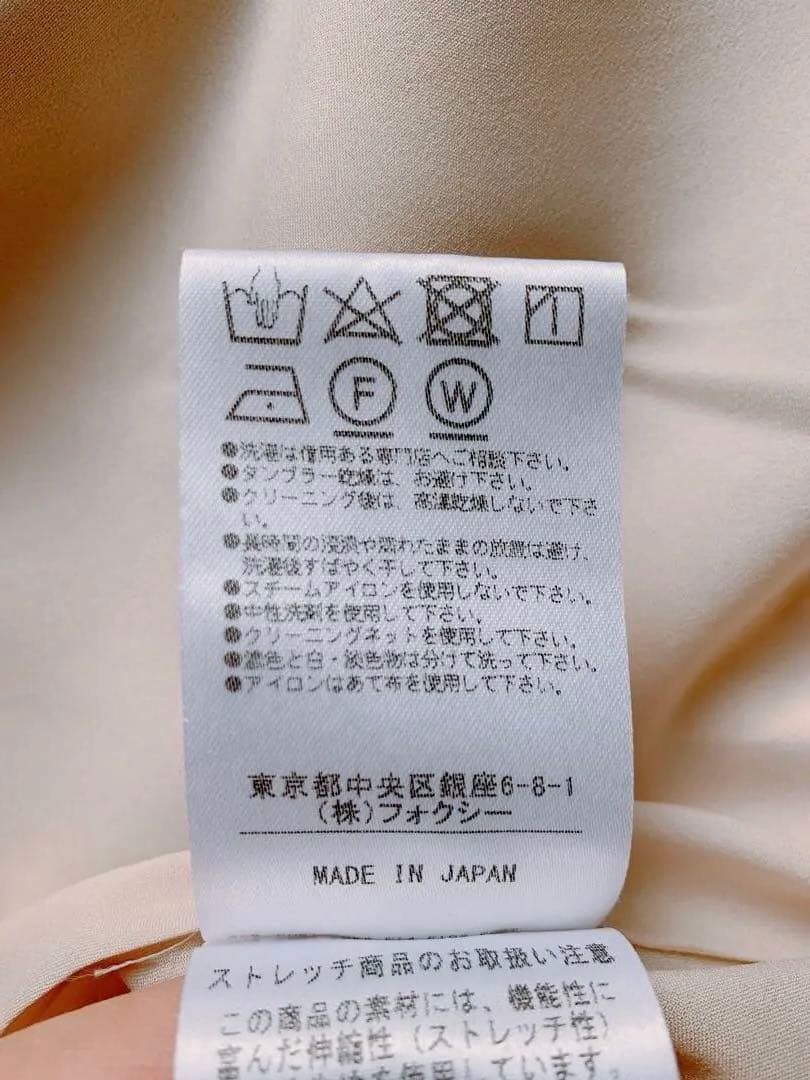 F W
●洗濯は信用ある専門店へご相談下さい。
●タンブラー乾燥は、お避け下さい。
●クリーニング後は、高温乾燥しないで下さ
い。
●長時間の浸漬や濡れたままの放置は避け、
洗濯後すばやく干して下さい。
●スチームアイロンを使用しないで下さい。
●中性洗剤を使用して下さい。
●クリーニングネットを使用して下さい。
●濃色と白・淡色物は分けて洗って下さい。
●アイロンはあて布を使用して下さい。
東京都中央区銀座6-8-1
(株)フォクシー
MADE IN JAPAN
ストレッチ商品のお取扱い注意
この商品の素材には、機能性に
富んだ伸縮性(ストレッチ性)
を使用しています。